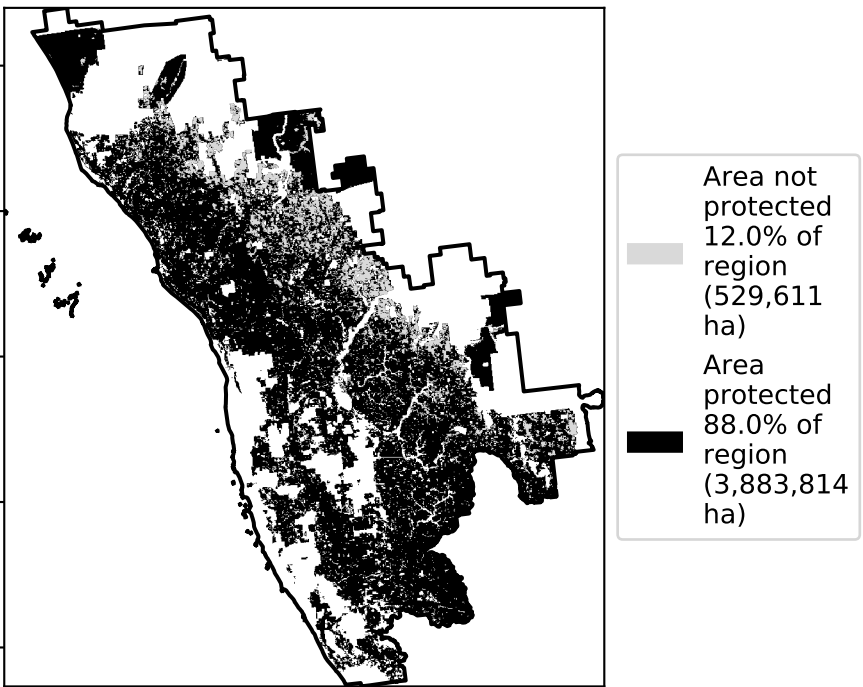 Area not
protected
12.0% of
region
(529,611
ha)
Area
protected
88.0% of
region
(3,883,814
ha)